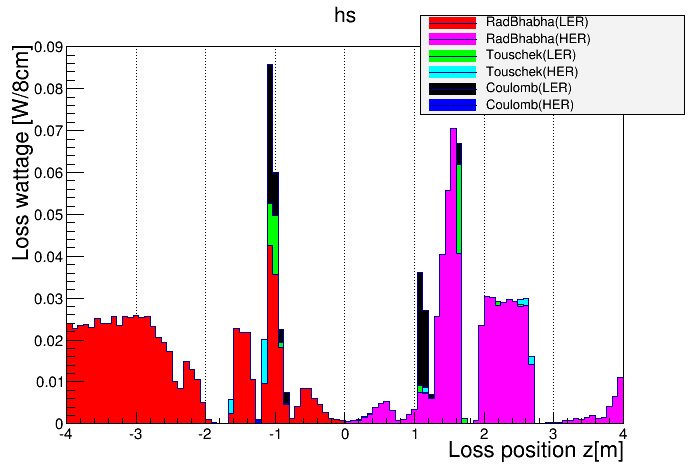 hs
RadBhabha(LER)
RadBhabha(HER)
Touschek(LER)
Touschek(HER)
Coulomb(LER)
Coulomb(HER)
Loss wattage [W/8cm]
0.09
0.08
0.07
0.06
0.05
0.04
0.03
0.02
0.01
0
-4 -3 -2 -1 0 1 2 3 4
Loss position z[m]